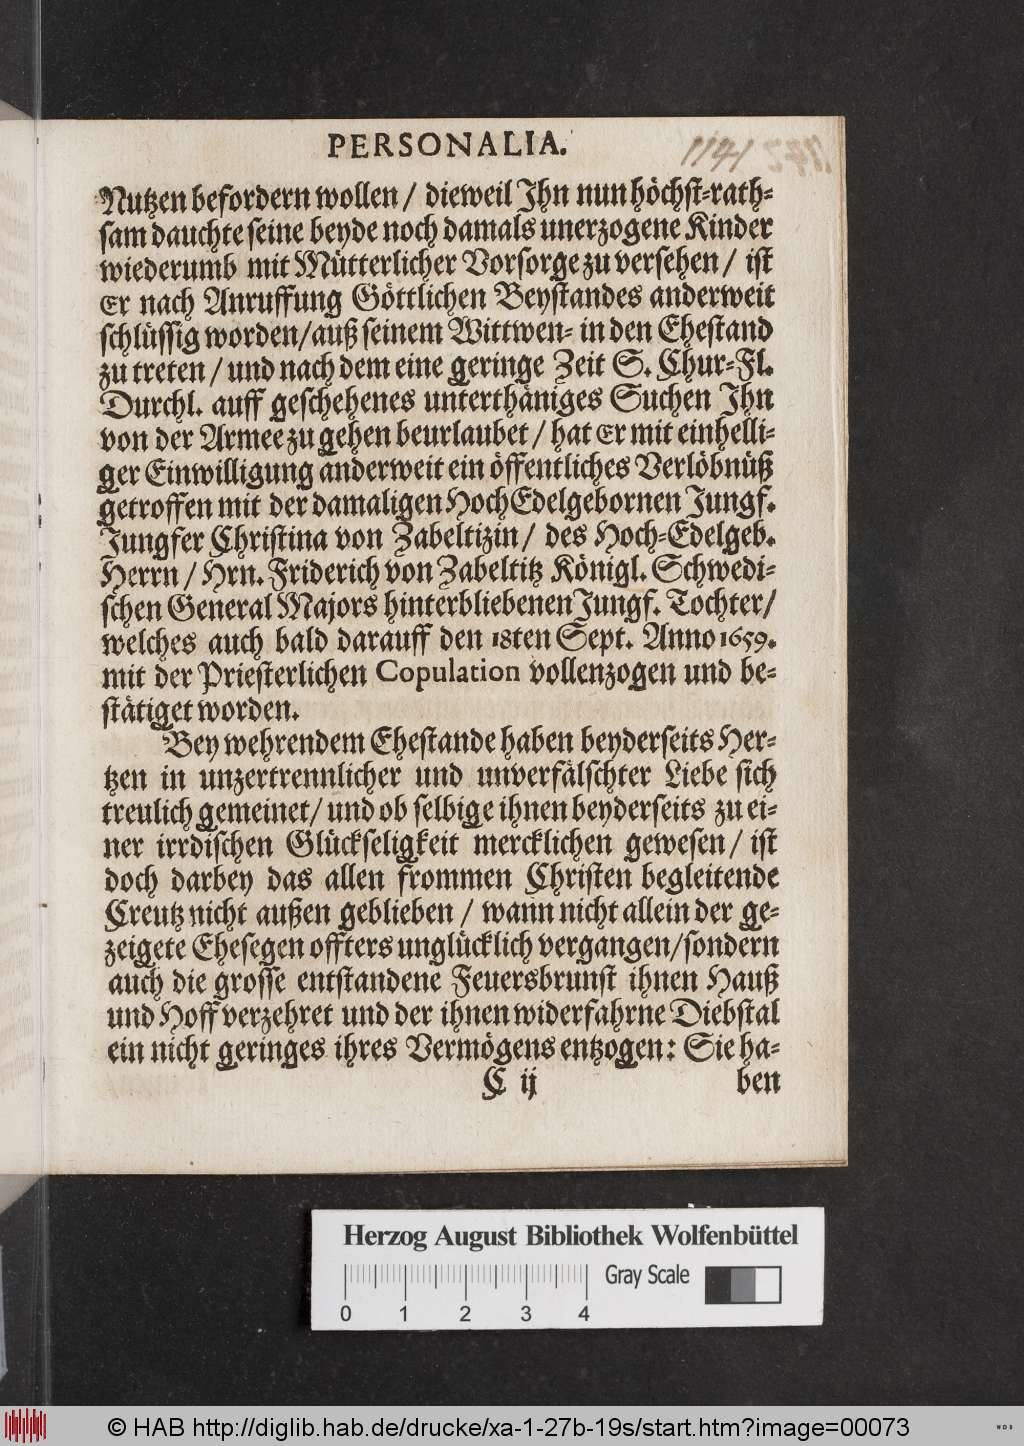 PERSONALIA.
1141
Nutzen befordern wollen / dieweil Ihn nun höchst-rath-
sam dauchte seine beyde noch damals unerzogene Kinder
wiederumb mit Mütterlicher Vorsorge zu versehen / ist
Er nach Anruffung Göttlichen Beystandes anderweit
schlüssig worden/auß seinem Wittwen- in den Ehestand
zu treten / und nach dem eine geringe Zeit S. Chur-Fl.
Durchl. auff geschehenes unterthäniges Suchen Ihn
von der Armee zu gehen beurlaubet / hat Er mit einhelli-
ger Einwilligung anderweit ein öffentliches Verlöbnüß
getroffen mit der damaligen HochEdelgebornen Jungf.
Jungfer Christina von Zabeltizin / des Hoch-Edelgeb.
Herrn / Hrn. Friderich von Zabeltitz Königl. Schwedi-
schen General Majors hinterbliebenen Jungf. Tochter/
welches auch bald darauff den 18ten Sept. Anno 1659.
mit der Priesterlichen Copulation vollenzogen und be-
stätiget worden.
Bey wehrendem Ehestande haben beyderseits Her-
tzen in unzertrennlicher und unverfälschter Liebe sich
treulich gemeinet/ und ob selbige ihnen beyderseits zu ei-
ner irrdischen Glückseligkeit mercklichen gewesen / ist
doch darbey das allen frommen Christen begleitende
Creutz nicht außen geblieben / wann nicht allein der ge-
zeigete Ehesegen offters unglücklich vergangen/sondern
auch die grosse entstandene Feuersbrunst ihnen Hauß
und Hoff verzehret und der ihnen widerfahrne Diebstal
ein nicht geringes ihres Vermögens entzogen: Sie ha-
C ij ben
Herzog August Bibliothek Wolfenbüttel
Gray Scale
0 1 2 3 4
© HAB http://diglib.hab.de/drucke/xa-1-27b-19s/start.htm?image=00073